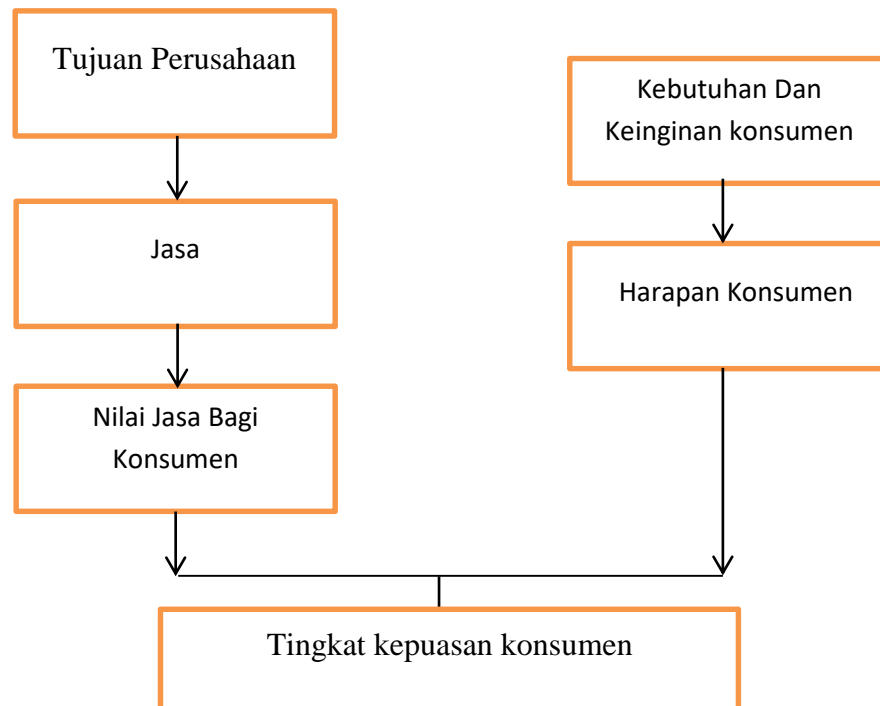 Tujuan Perusahaan
Jasa
Nilai Jasa Bagi
Konsumen
Kebutuhan Dan
Keinginan konsumen
Harapan Konsumen
Tingkat kepuasan konsumen